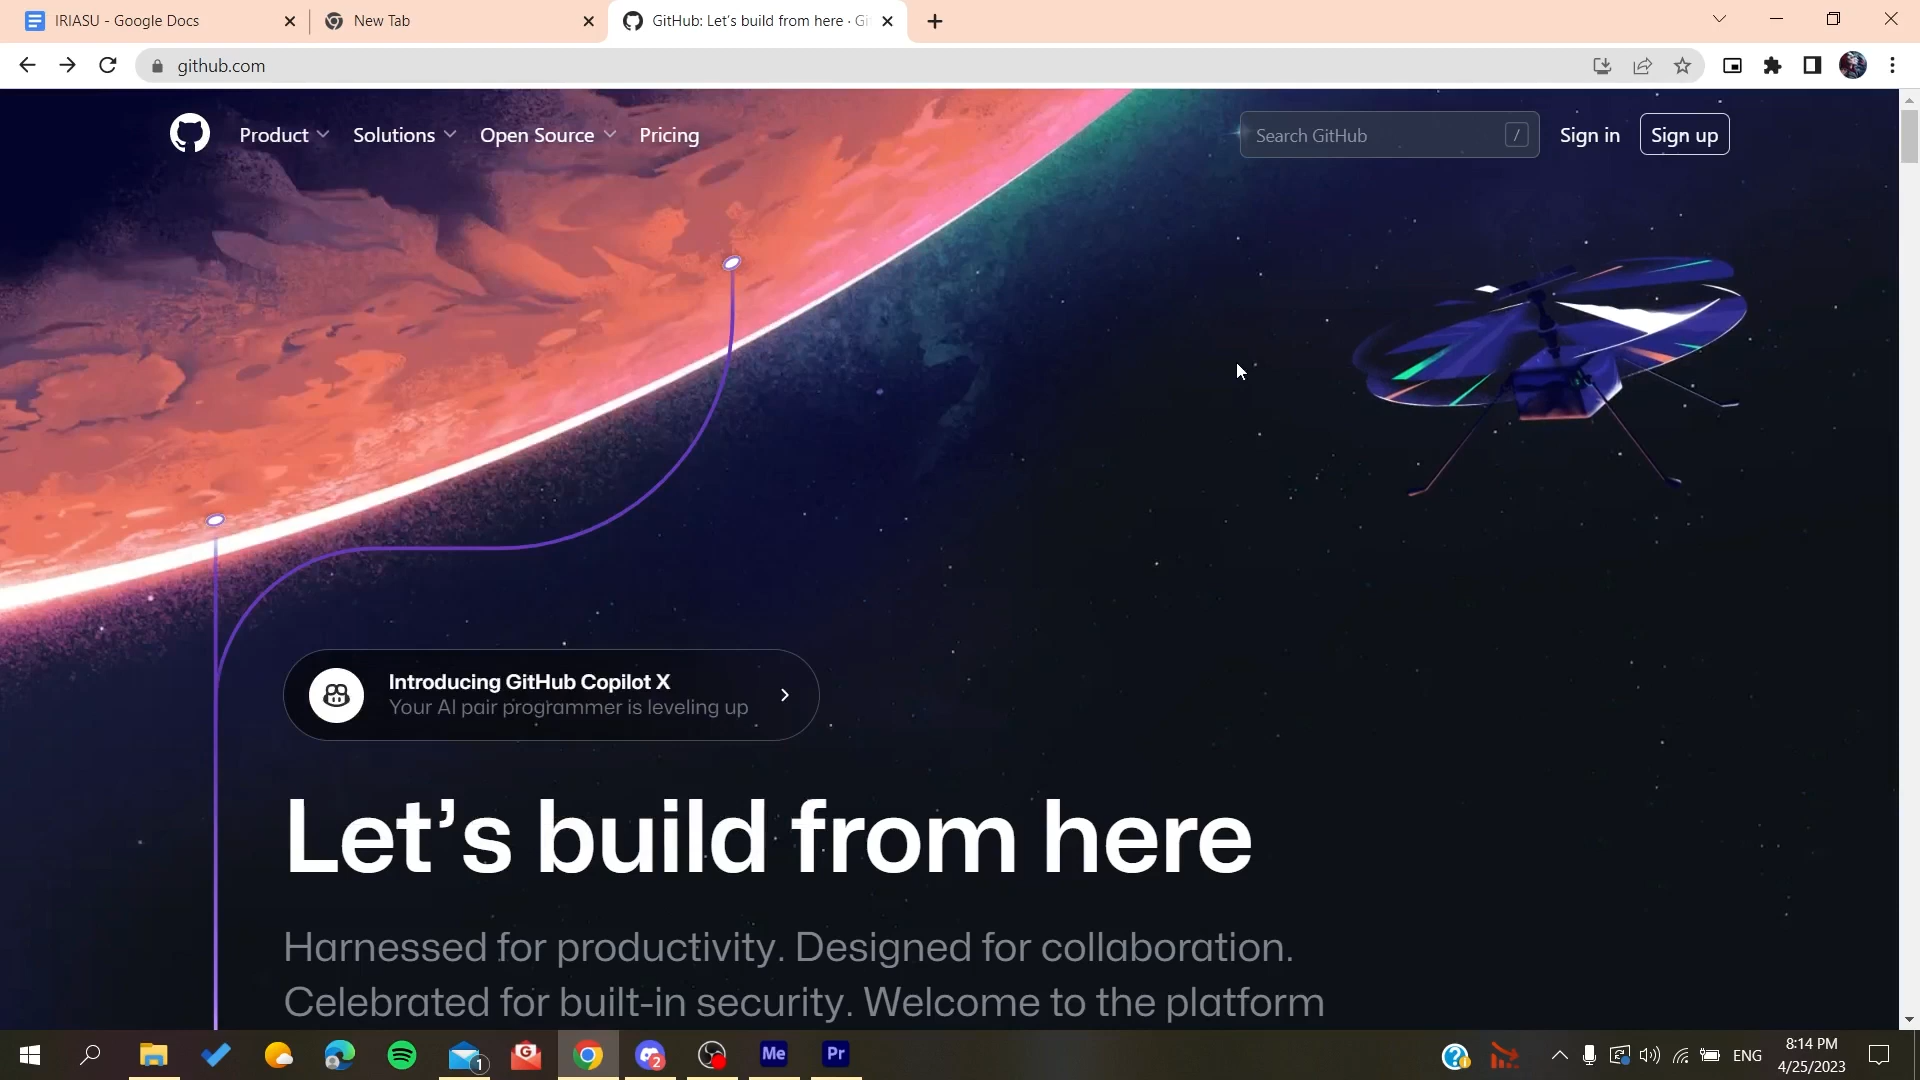 IRIASU - Google Docs
New Tab
GitHub: Let's build from here · Gi
github.com
Product
Solutions
Open Source
Pricing
Search GitHub
/
Sign in
Sign up
Introducing GitHub Copilot X
Your AI pair programmer is leveling up
Let’s build from here
Harnessed for productivity. Designed for collaboration.
Celebrated for built-in security. Welcome to the platform
1
G
2
Me
Pr
ENG
8:14 PM
4/25/2023